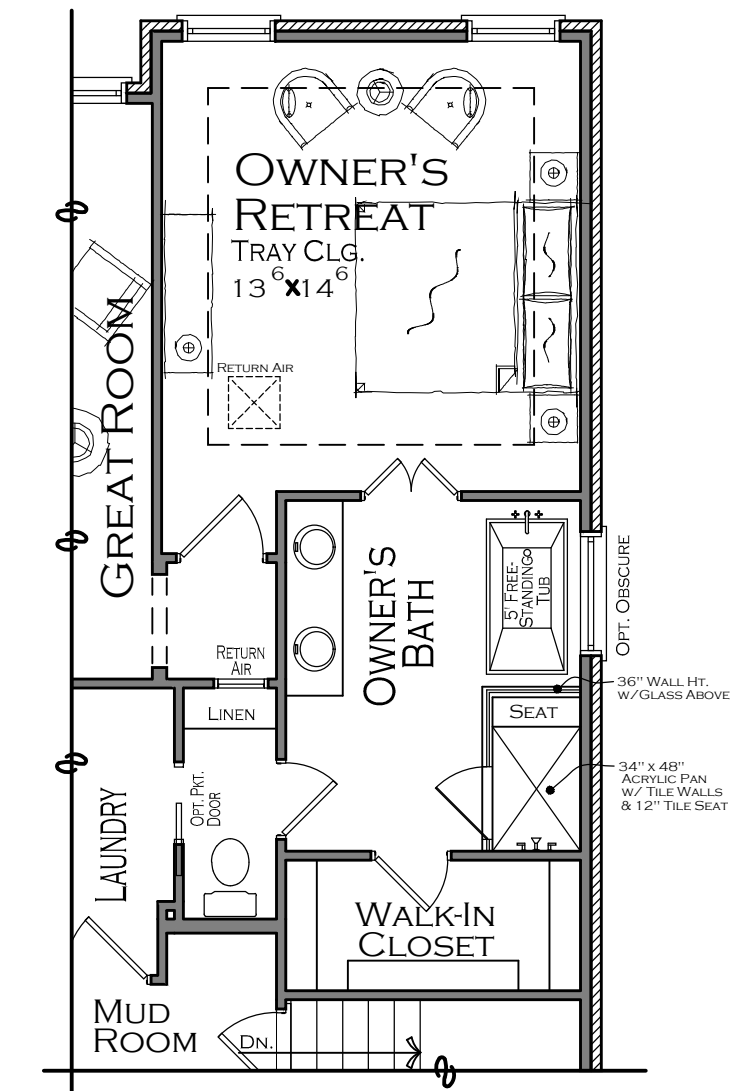 OWNER'S
RETREAT
TRAY CLG.
13⁶x14⁶
RETURN AIR
GREAT ROOM
OWNER'S
BATH
5' FREE-
STANDING
TUB
OPT. OBSCURE
RETURN
AIR
LINEN
36" WALL HT.
W/GLASS ABOVE
SEAT
34" X 48"
ACRYLIC PAN
W/ TILE WALLS
& 12" TILE SEAT
OPT. PKT.
DOOR
LAUNDRY
WALK-IN
CLOSET
MUD
ROOM
DN.